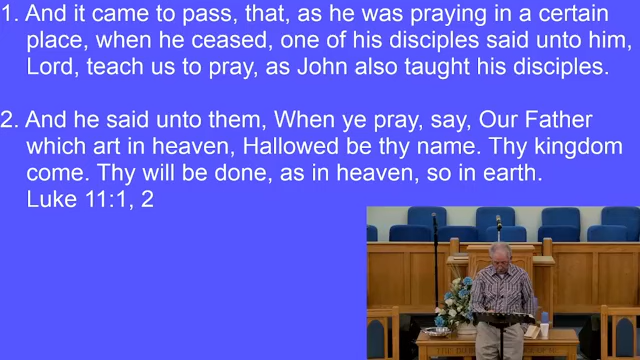 1. And it came to pass, that, as he was praying in a certain
place, when he ceased, one of his disciples said unto him,
Lord, teach us to pray, as John also taught his disciples.
2. And he said unto them, When ye pray, say, Our Father
which art in heaven, Hallowed be thy name. Thy kingdom
come. Thy will be done, as in heaven, so in earth.
Luke 11:1, 2